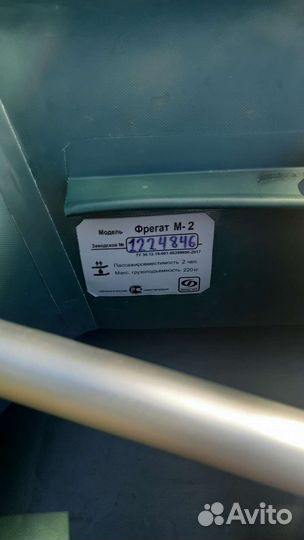 Модель Фрегат М-2
Заводской № 1224846
Пассажировместимость 2 чел.
Макс. грузоподъемность 220кг
Avito